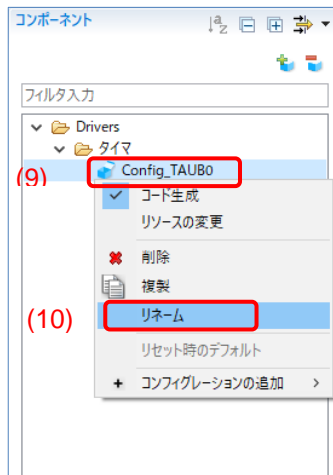 コンポーネント
フィルタ入力
Drivers
タイマ
(9)
Config_TAUB0
コード生成
リソースの変更
削除
複製
(10)
リネーム
リセット時のデフォルト
コンフィグレーションの追加